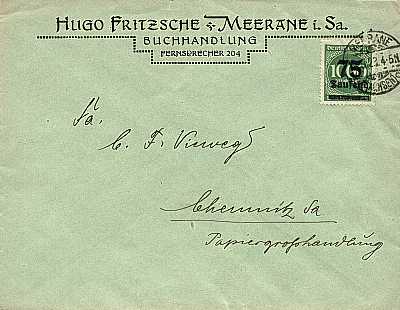 HUGO FRITZSCHE MEERANE i. Sa.
BUCHHANDLUNG
FERNSPRECHER 204
75
Tausend
Fa.
C. F. Vieweg
Chemnitz Sa
Papiergroßhandlung